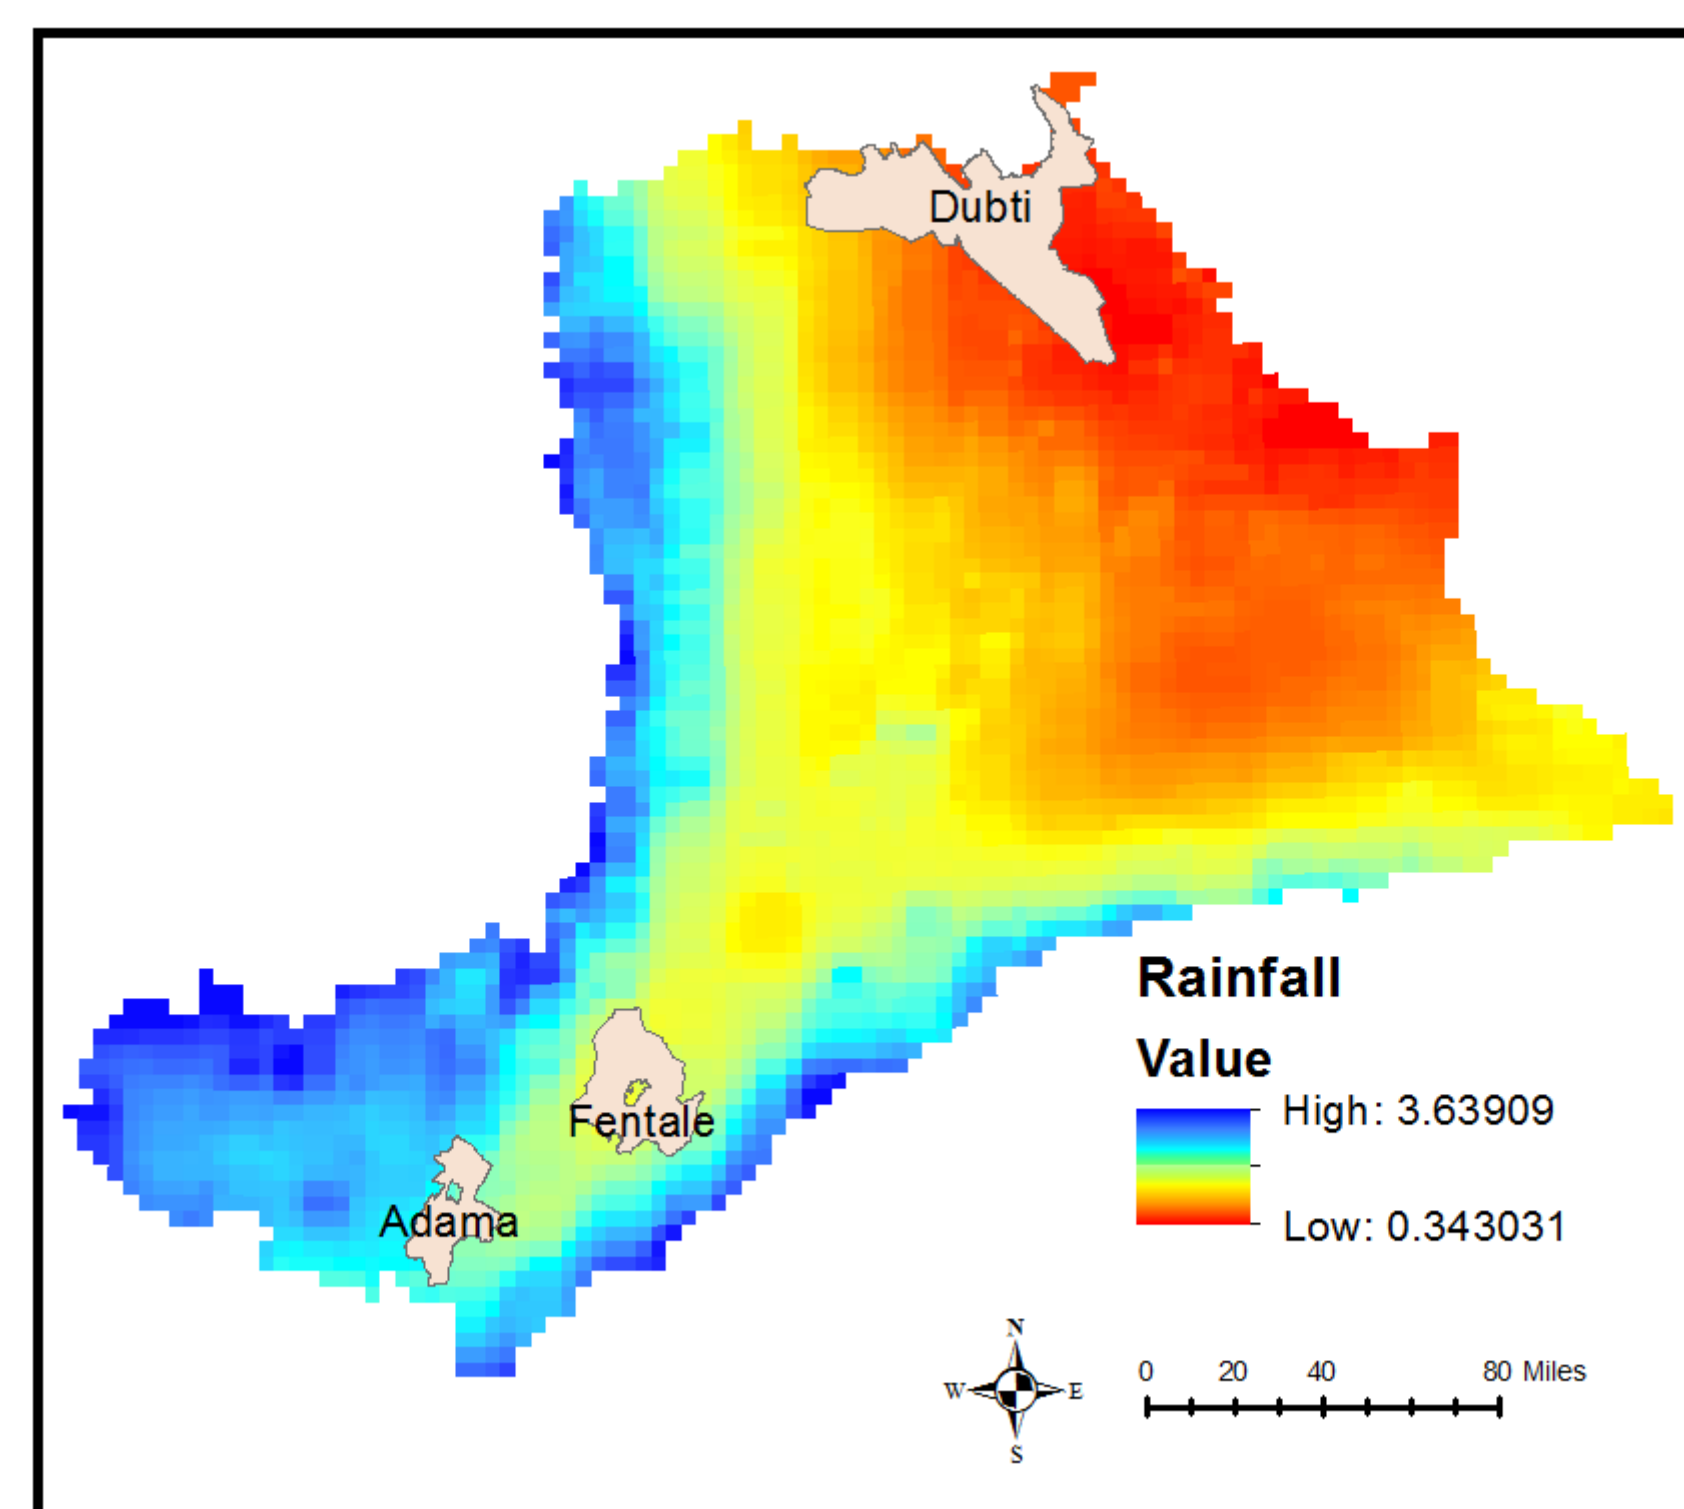 Dubti
Rainfall
Value
High: 3.63909
Fentale
Adama
Low: 0.343031
N
W E
S
0 20 40 80 Miles